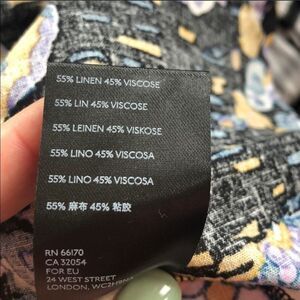 55% LINEN 45% VISCOSE
55% LIN 45% VISCOSE
55% LEINEN 45% VISKOSE
55% LINO 45% VISCOSA
55% LINO 45% VISCOSA
55% 麻布 45% 粘胶
RN 66170
CA 32054
FOR EU
24 WEST STREET
LONDON,